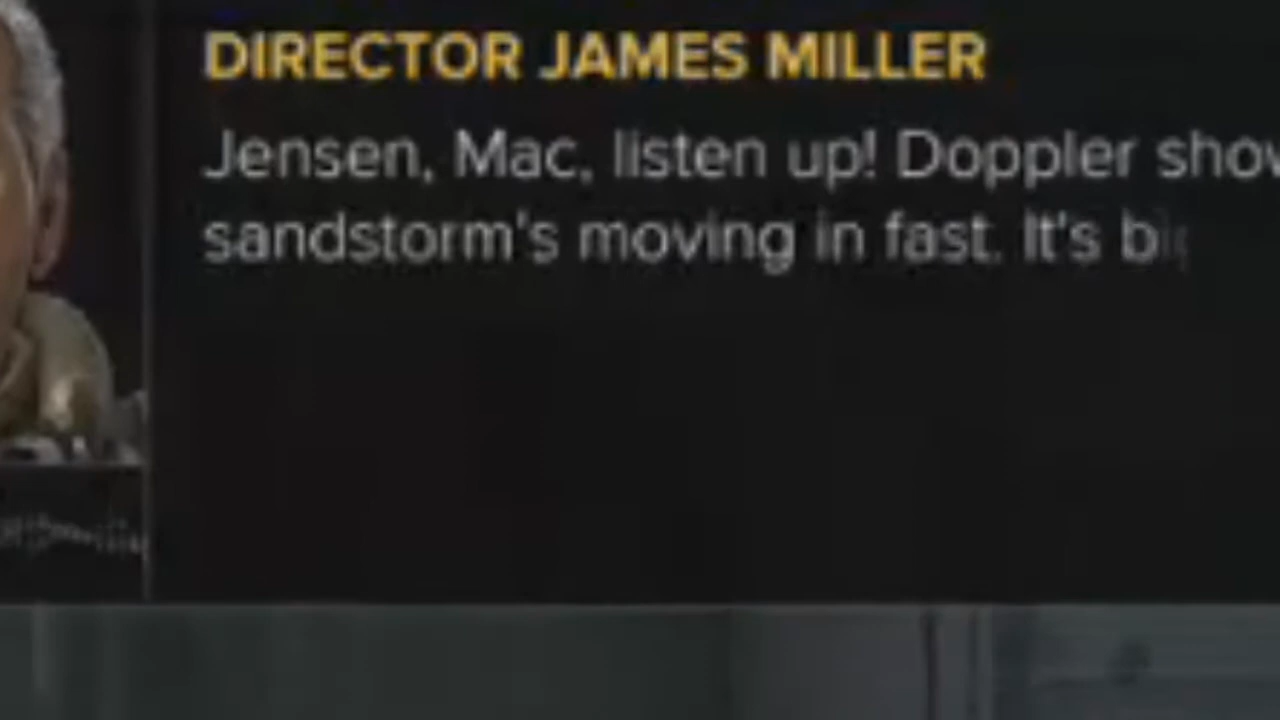 DIRECTOR JAMES MILLER
Jensen, Mac, listen up! Doppler
sandstorm's moving in fast. It's